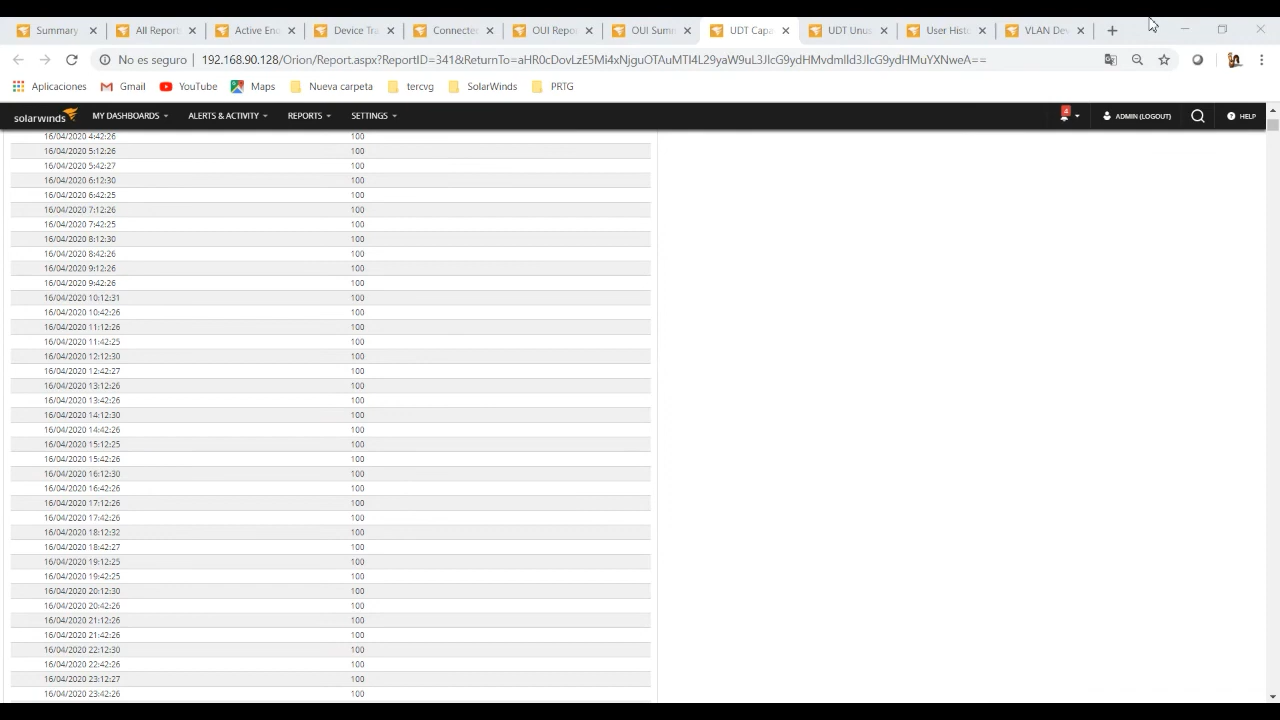 Summary
All Report
Active End
Device Tra
Connecte
OUI Repo
OUI Sum
UDT Capa
UDT Unus
User Histo
VLAN Dev
No es seguro 192.168.90.128/Orion/Report.aspx?ReportID=341&ReturnTo=
Aplicaciones Gmail YouTube Maps Nueva carpeta tercvg SolarWinds PRTG
solarwinds MY DASHBOARDS ALERTS & ACTIVITY REPORTS SETTINGS 4 ADMIN (LOGOUT) HELP
16/04/2020 4:42:26 100
16/04/2020 5:12:26 100
16/04/2020 5:42:27 100
16/04/2020 6:12:30 100
16/04/2020 6:42:25 100
16/04/2020 7:12:26 100
16/04/2020 7:42:25 100
16/04/2020 8:12:30 100
16/04/2020 8:42:26 100
16/04/2020 9:12:26 100
16/04/2020 9:42:26 100
16/04/2020 10:12:31 100
16/04/2020 10:42:26 100
16/04/2020 11:12:26 100
16/04/2020 11:42:25 100
16/04/2020 12:12:30 100
16/04/2020 12:42:27 100
16/04/2020 13:12:26 100
16/04/2020 13:42:26 100
16/04/2020 14:12:30 100
16/04/2020 14:42:26 100
16/04/2020 15:12:25 100
16/04/2020 15:42:26 100
16/04/2020 16:12:30 100
16/04/2020 16:42:26 100
16/04/2020 17:12:26 100
16/04/2020 17:42:26 100
16/04/2020 18:12:32 100
16/04/2020 18:42:27 100
16/04/2020 19:12:25 100
16/04/2020 19:42:25 100
16/04/2020 20:12:30 100
16/04/2020 20:42:26 100
16/04/2020 21:12:26 100
16/04/2020 21:42:26 100
16/04/2020 22:12:30 100
16/04/2020 22:42:26 100
16/04/2020 23:12:27 100
16/04/2020 23:42:26 100